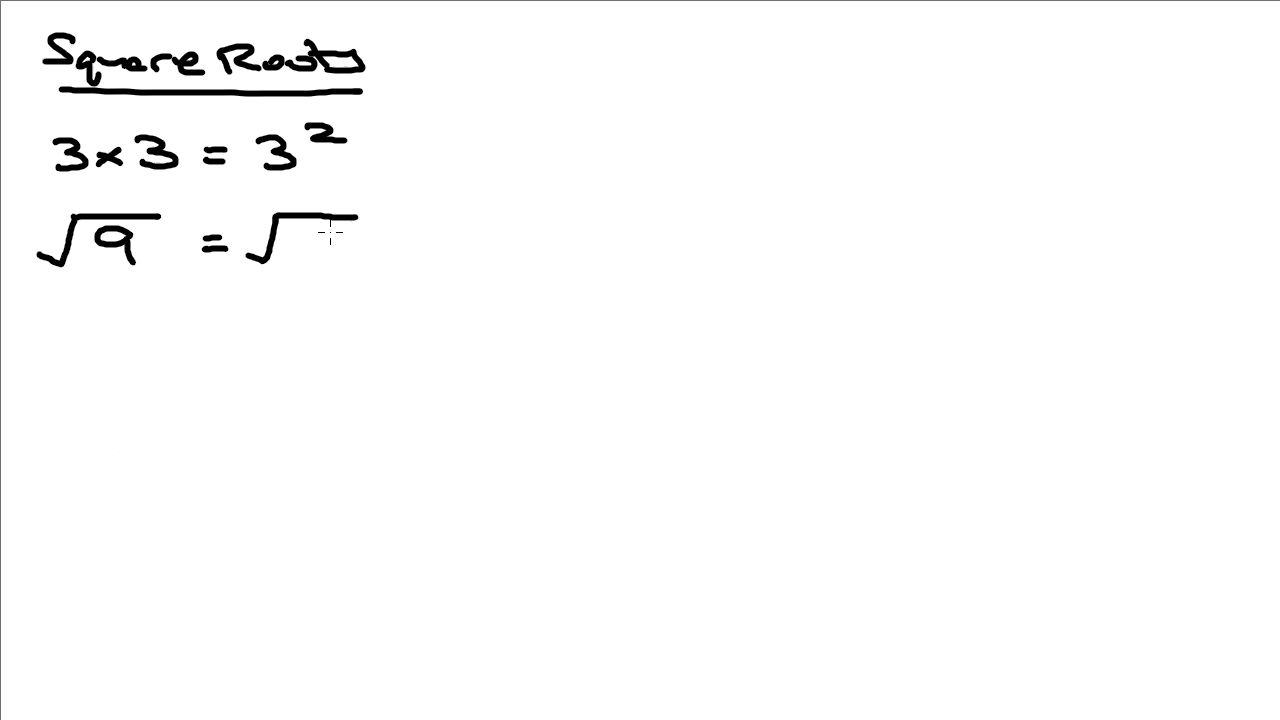 Square Roots
3 × 3 = 3²
√9 = √